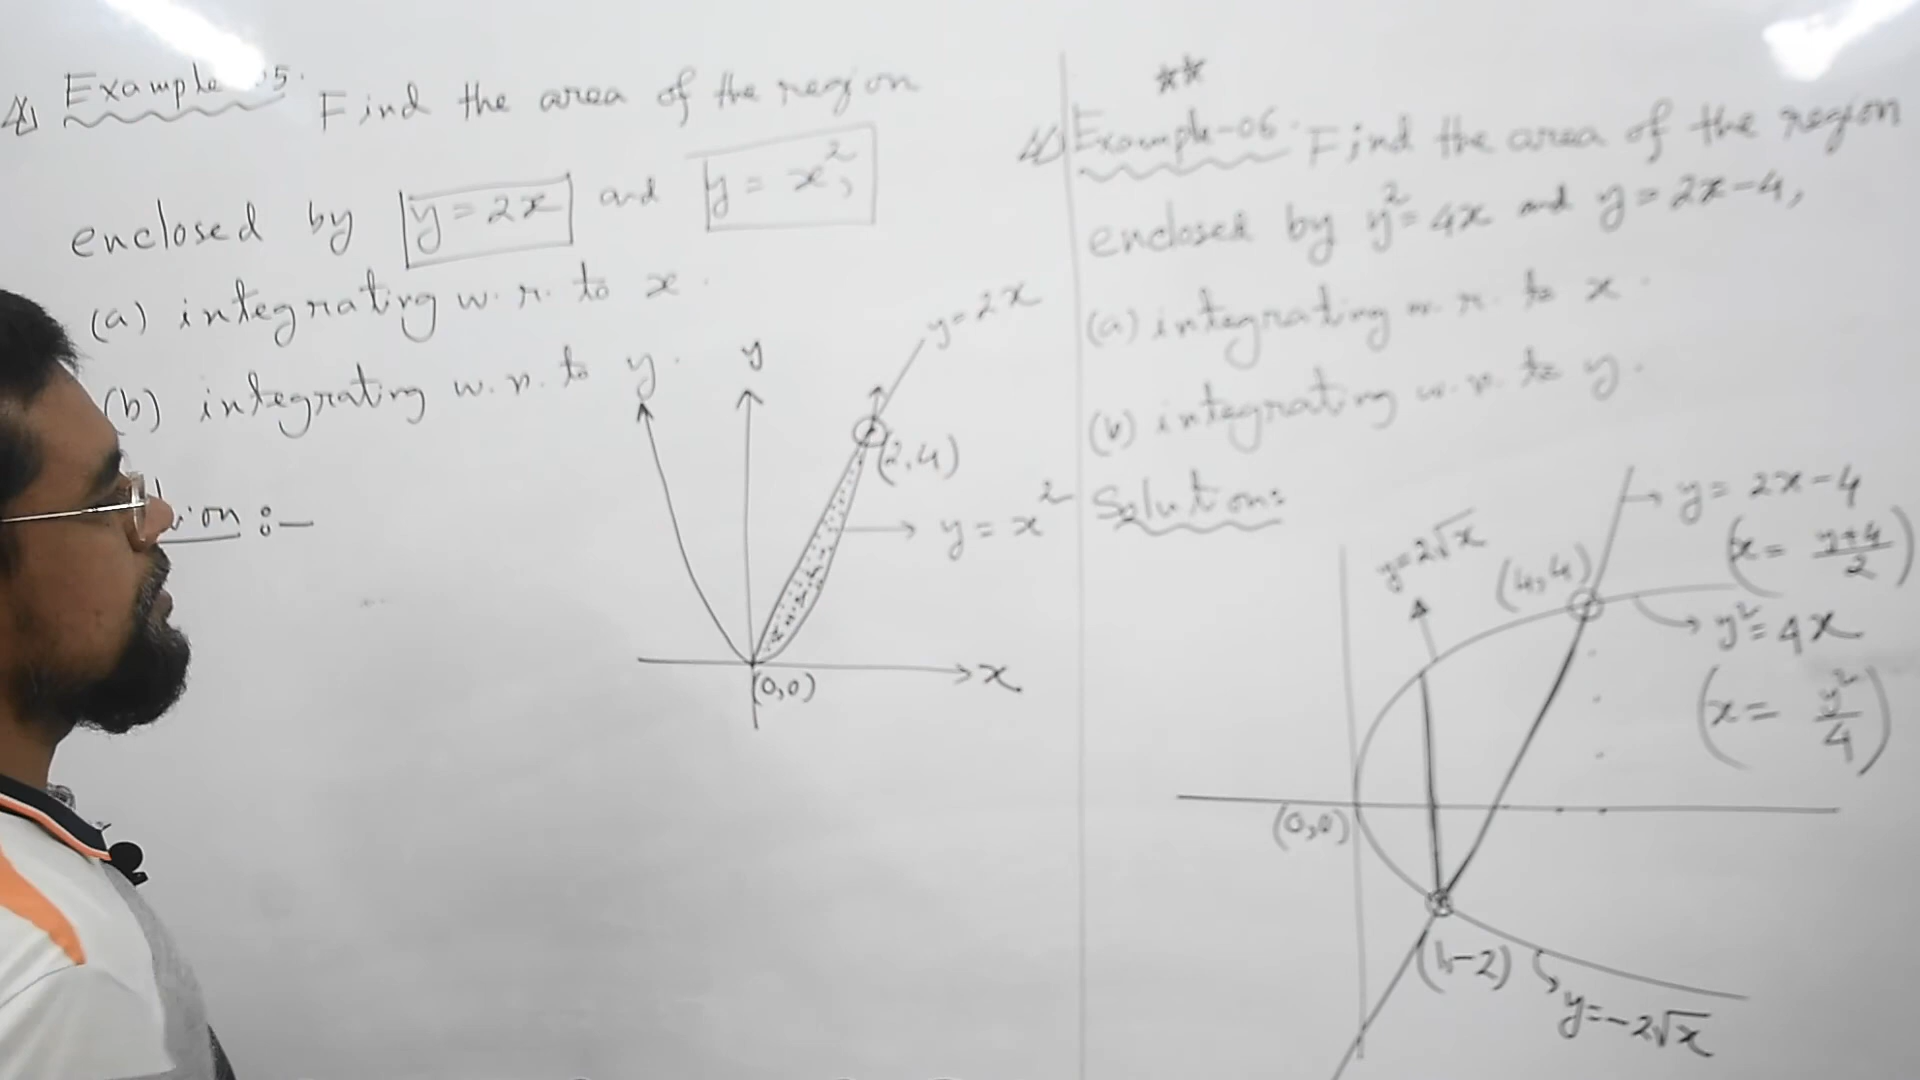 Example 05. Find the area of the region
enclosed by y = 2x and y = x²,
(a) integrating w. r. to x.
(b) integrating w. r. to y.
:-
y
y = 2x
(2,4)
y = x²
x
(0,0)
**
Example-06. Find the area of the region
enclosed by y² = 4x and y = 2x-4,
(a) integrating w. r. to x.
(b) integrating w. r. to y.
Solution:
y = 2x-4
(x = (y+4)/2)
y=2√x
(4,4)
y² = 4x
(x = y²/4)
(0,0)
(1,-2)
y=-2√x